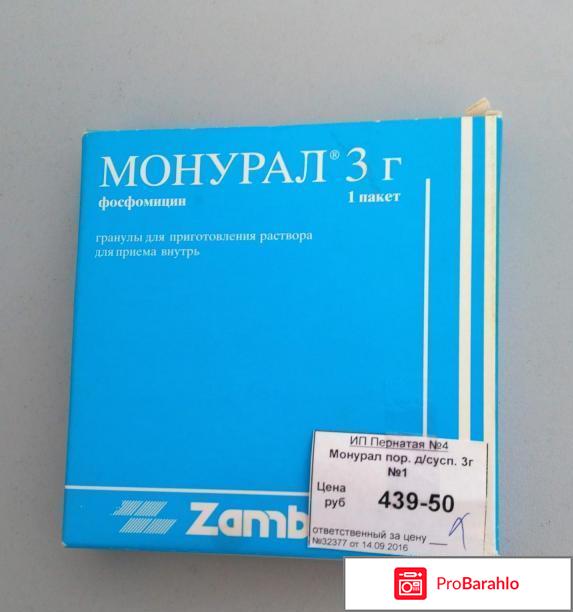 МОНУРАЛ® 3 г
фосфомицин 1 пакет
гранулы для приготовления раствора
для приема внутрь
ИП Пернатая №4
Монурал пор. д/сусп. 3г
№1
Цена
руб 439-50
ответственный за цену
№32377 от 14.09.2016
Zamb
ProBarahlo